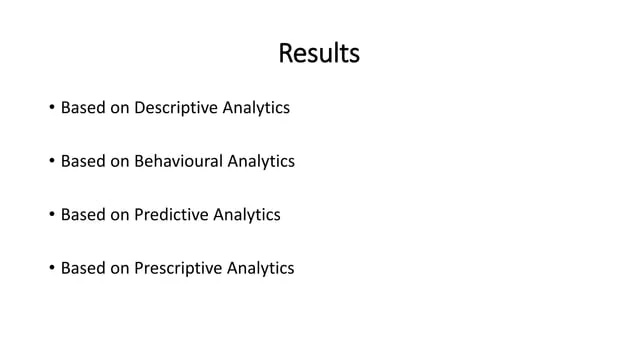 Results
• Based on Descriptive Analytics
• Based on Behavioural Analytics
• Based on Predictive Analytics
• Based on Prescriptive Analytics